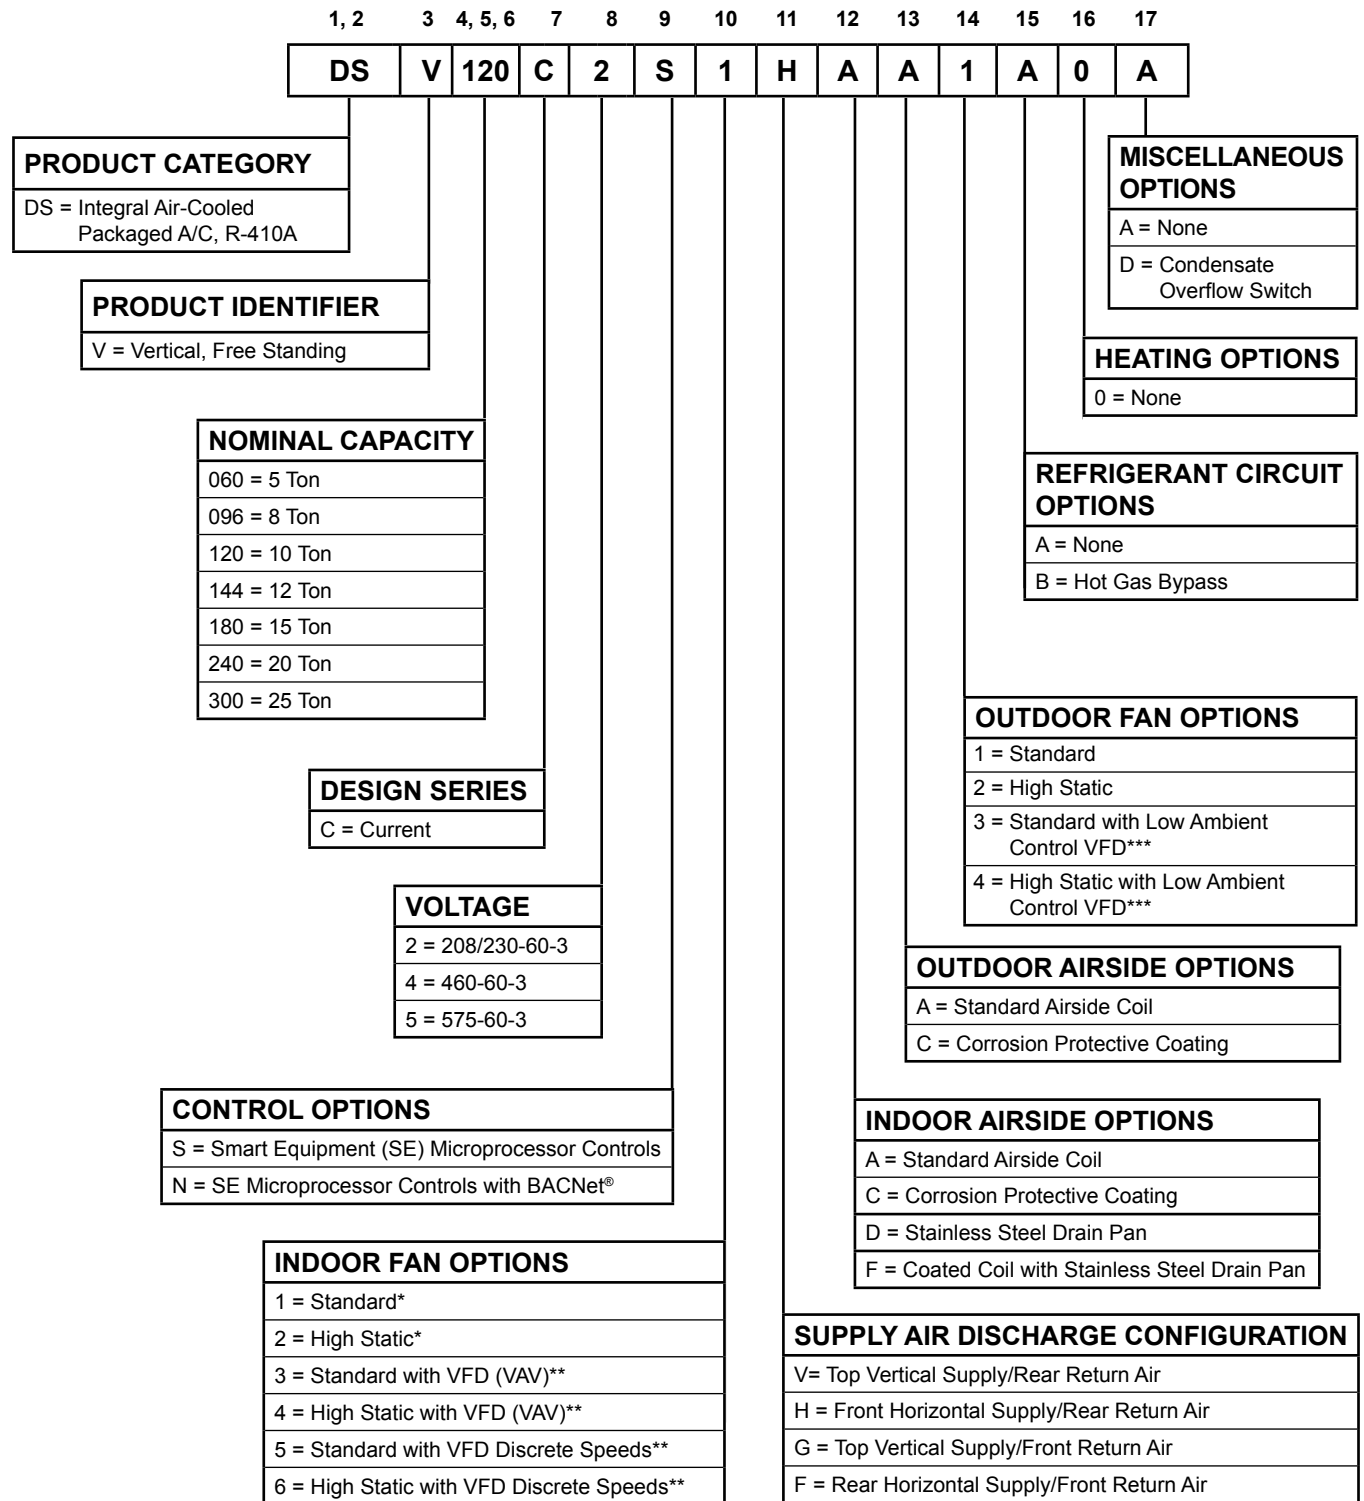 1, 2 3 4, 5, 6 7 8 9 10 11 12 13 14 15 16 17
DS V 120 C 2 S 1 H A A 1 A 0 A
PRODUCT CATEGORY
DS = Integral Air-Cooled
Packaged A/C, R-410A
PRODUCT IDENTIFIER
V = Vertical, Free Standing
NOMINAL CAPACITY
060 = 5 Ton
096 = 8 Ton
120 = 10 Ton
144 = 12 Ton
180 = 15 Ton
240 = 20 Ton
300 = 25 Ton
DESIGN SERIES
C = Current
VOLTAGE
2 = 208/230-60-3
4 = 460-60-3
5 = 575-60-3
CONTROL OPTIONS
S = Smart Equipment (SE) Microprocessor Controls
N = SE Microprocessor Controls with BACNet®
INDOOR FAN OPTIONS
1 = Standard*
2 = High Static*
3 = Standard with VFD (VAV)**
4 = High Static with VFD (VAV)**
5 = Standard with VFD Discrete Speeds**
6 = High Static with VFD Discrete Speeds**
MISCELLANEOUS
OPTIONS
A = None
D = Condensate
Overflow Switch
HEATING OPTIONS
0 = None
REFRIGERANT CIRCUIT
OPTIONS
A = None
B = Hot Gas Bypass
OUTDOOR FAN OPTIONS
1 = Standard
2 = High Static
3 = Standard with Low Ambient
Control VFD***
4 = High Static with Low Ambient
Control VFD***
OUTDOOR AIRSIDE OPTIONS
A = Standard Airside Coil
C = Corrosion Protective Coating
INDOOR AIRSIDE OPTIONS
A = Standard Airside Coil
C = Corrosion Protective Coating
D = Stainless Steel Drain Pan
F = Coated Coil with Stainless Steel Drain Pan
SUPPLY AIR DISCHARGE CONFIGURATION
V= Top Vertical Supply/Rear Return Air
H = Front Horizontal Supply/Rear Return Air
G = Top Vertical Supply/Front Return Air
F = Rear Horizontal Supply/Front Return Air